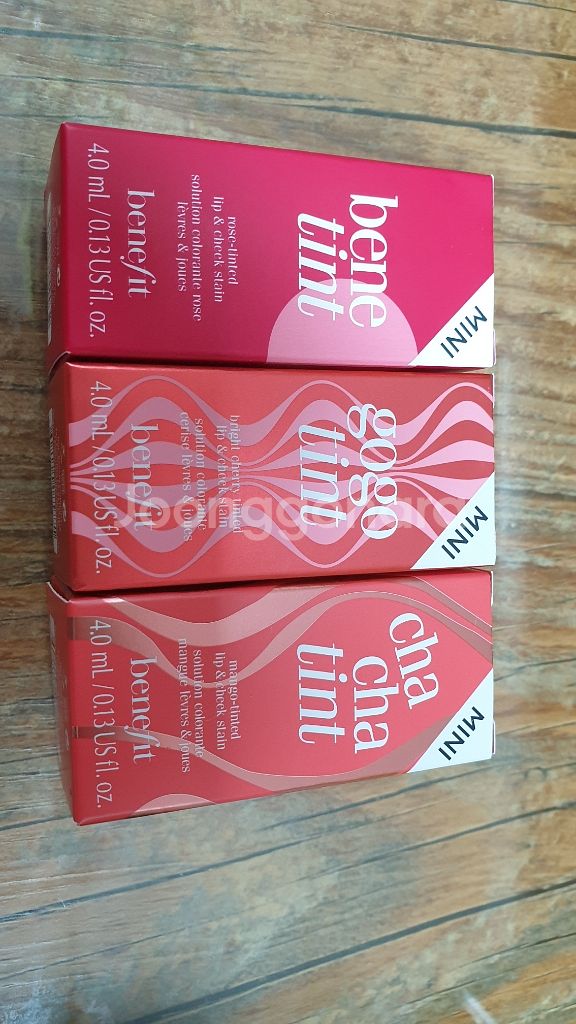 bene
tint
MINI
rose-tinted
lip & cheek stain
solution colorante rose
lèvres & joues
benefit
4.0 mL / 0.13 US fl. oz.
gogo
tint
MINI
bright cherry tinted
lip & cheek stain
solution colorante
cerise lèvres & joues
benefit
4.0 mL / 0.13 US fl. oz.
cha
cha
tint
MINI
mango-tinted
lip & cheek stain
solution colorante
mangue lèvres & joues
benefit
4.0 mL / 0.13 US fl. oz.
Joonggonara